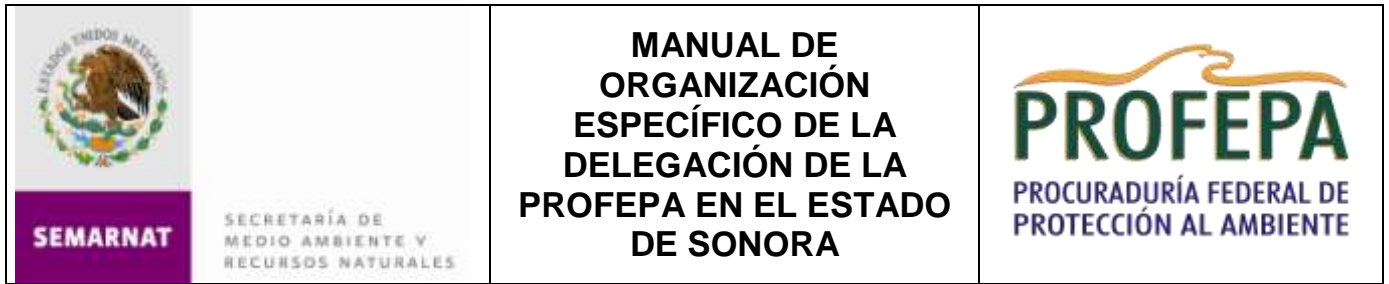 ESTADOS UNIDOS MEXICANOS
SEMARNAT
SECRETARÍA DE
MEDIO AMBIENTE Y
RECURSOS NATURALES
MANUAL DE
ORGANIZACIÓN
ESPECÍFICO DE LA
DELEGACIÓN DE LA
PROFEPA EN EL ESTADO
DE SONORA
PROFEPA
PROCURADURÍA FEDERAL DE
PROTECCIÓN AL AMBIENTE